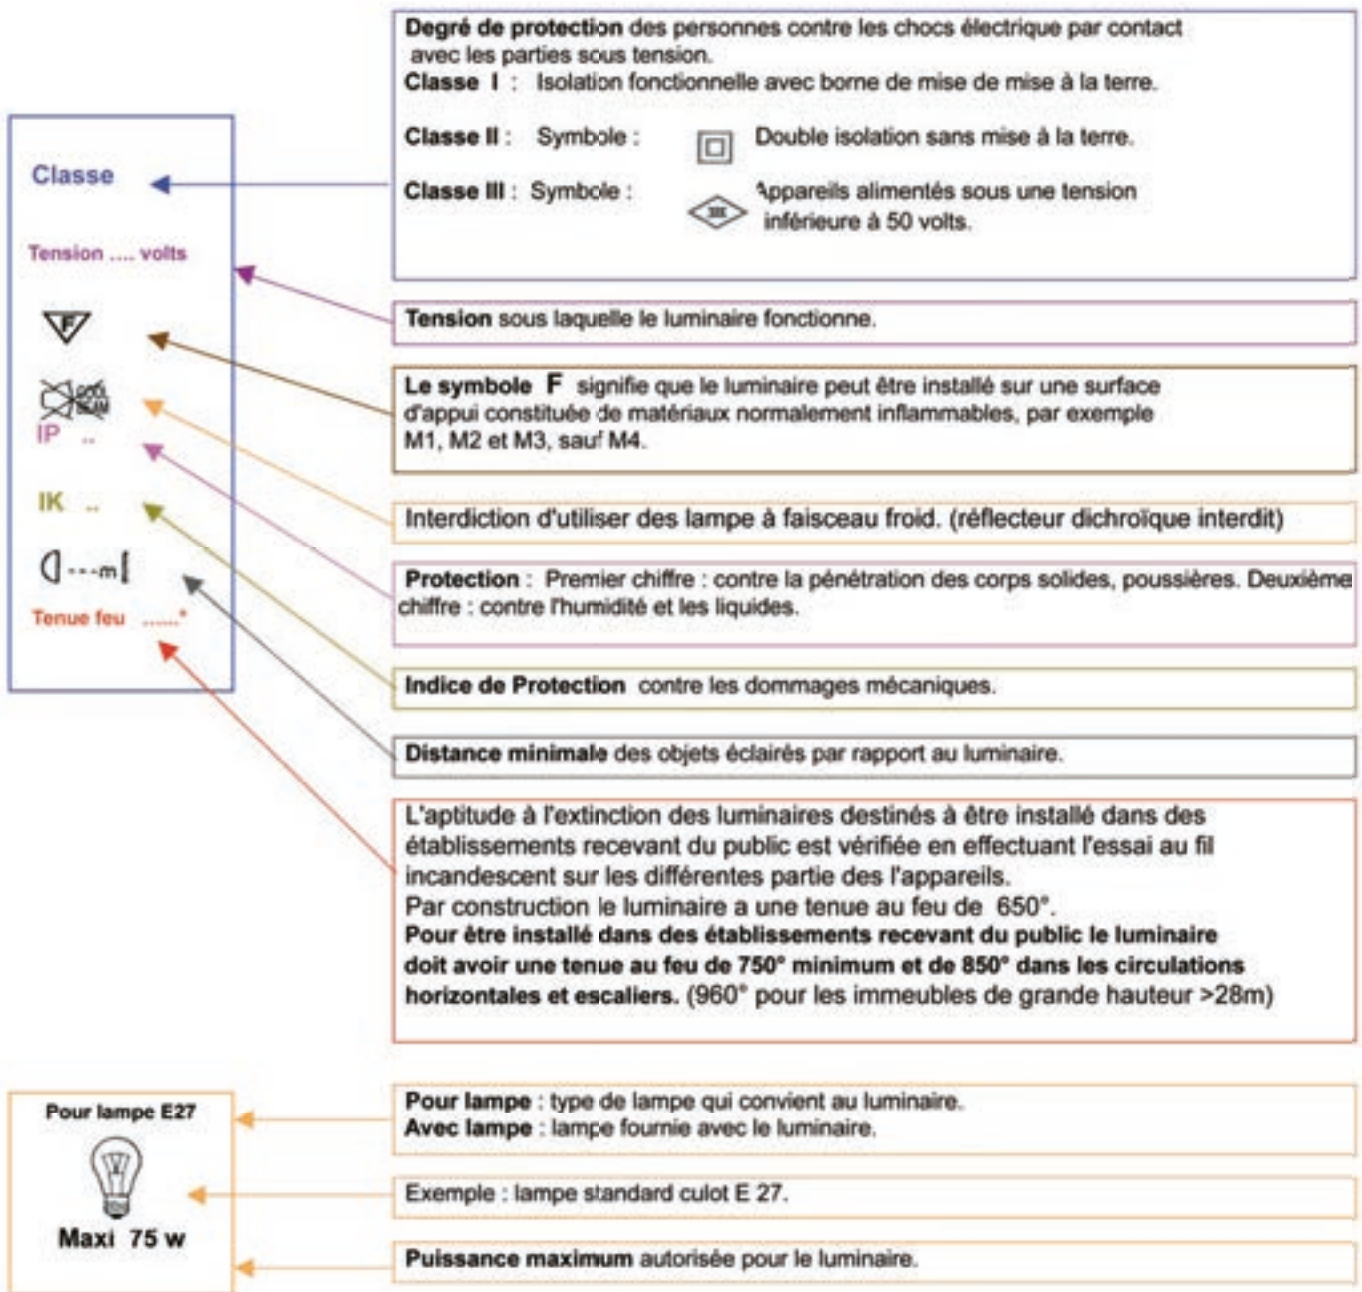 Degré de protection des personnes contre les chocs électrique par contact
avec les parties sous tension.
Classe I : Isolation fonctionnelle avec borne de mise de mise à la terre.
Classe II : Symbole : Double isolation sans mise à la terre.
Classe III : Symbole : III Appareils alimentés sous une tension
inférieure à 50 volts.
Classe
Tension .... volts
F
COOL
BEAM
IP ..
IK ..
---m
Tenue feu ......°
Tension sous laquelle le luminaire fonctionne.
Le symbole F signifie que le luminaire peut être installé sur une surface
d'appui constituée de matériaux normalement inflammables, par exemple
M1, M2 et M3, sauf M4.
Interdiction d'utiliser des lampe à faisceau froid. (réflecteur dichroïque interdit)
Protection : Premier chiffre : contre la pénétration des corps solides, poussières. Deuxième
chiffre : contre l'humidité et les liquides.
Indice de Protection contre les dommages mécaniques.
Distance minimale des objets éclairés par rapport au luminaire.
L'aptitude à l'extinction des luminaires destinés à être installé dans des
établissements recevant du public est vérifiée en effectuant l'essai au fil
incandescent sur les différentes partie des l'appareils.
Par construction le luminaire a une tenue au feu de 650°.
Pour être installé dans des établissements recevant du public le luminaire
doit avoir une tenue au feu de 750° minimum et de 850° dans les circulations
horizontales et escaliers. (960° pour les immeubles de grande hauteur >28m)
Pour lampe E27
Maxi 75 w
Pour lampe : type de lampe qui convient au luminaire.
Avec lampe : lampe fournie avec le luminaire.
Exemple : lampe standard culot E 27.
Puissance maximum autorisée pour le luminaire.